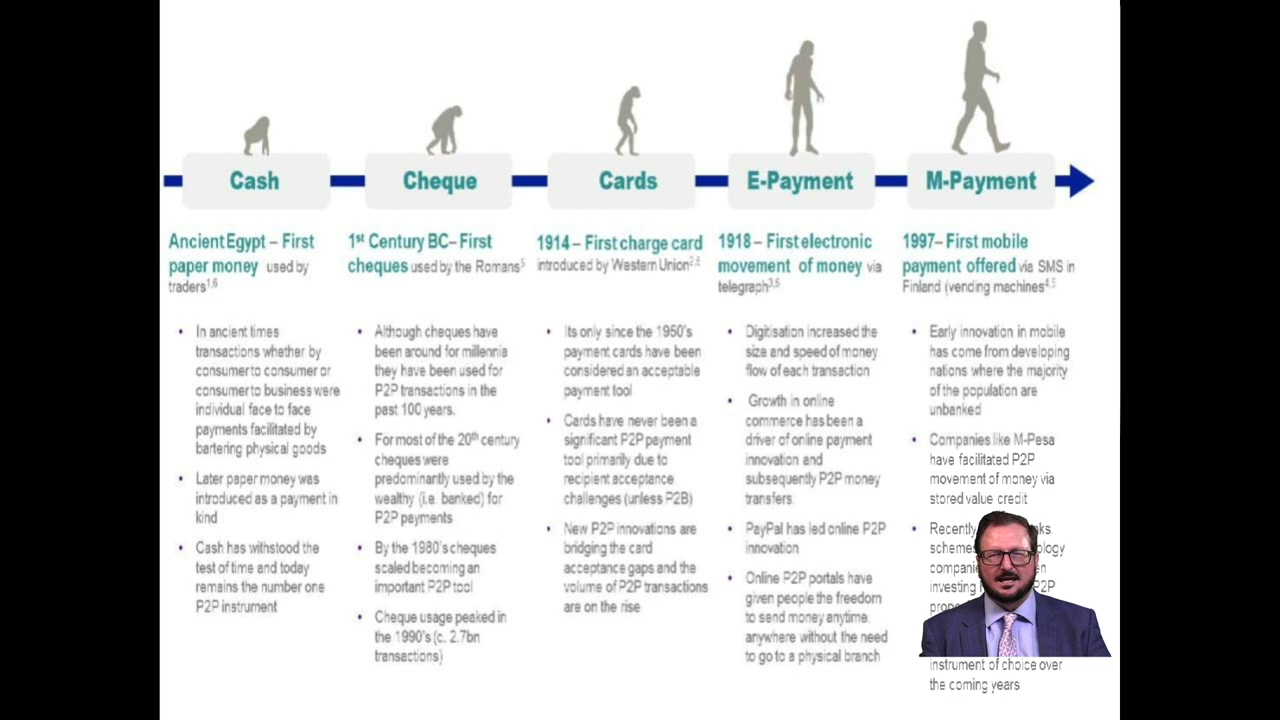 Cash
Cheque
Cards
E-Payment
M-Payment
Ancient Egypt – First
paper money used by
traders1,6
In ancient times
transactions whether by
consumer to consumer or
consumer to business were
individual face to face
payments facilitated by
bartering physical goods
Later paper money was
introduced as a payment in
kind
Cash has withstood the
test of time and today
remains the number one
P2P instrument
1st Century BC– First
cheques used by the Romans5
Although cheques have
been around for millennia
they have been used for
P2P transactions in the
past 100 years.
For most of the 20th century
cheques were
predominantly used by the
wealthy (i.e. banked) for
P2P payments
By the 1980's cheques
scaled becoming an
important P2P tool
Cheque usage peaked in
the 1990's (c. 2.7bn
transactions)
1914 – First charge card
introduced by Western Union2,5
Its only since the 1950's
payment cards have been
considered an acceptable
payment tool
Cards have never been a
significant P2P payment
tool primarily due to
recipient acceptance
challenges (unless P2B)
New P2P innovations are
bridging the card
acceptance gaps and the
volume of P2P transactions
are on the rise
1918 – First electronic
movement of money via
telegraph3,5
Digitisation increased the
size and speed of money
flow of each transaction
Growth in online
commerce has been a
driver of online payment
innovation and
subsequently P2P money
transfers.
PayPal has led online P2P
innovation
Online P2P portals have
given people the freedom
to send money anytime,
anywhere without the need
to go to a physical branch
1997– First mobile
payment offered via SMS in
Finland (vending machines4,5
Early innovation in mobile
has come from developing
nations where the majority
of the population are
unbanked
Companies like M-Pesa
have facilitated P2P
movement of money via
stored value credit
Recently
schemes
investing
P2P
instrument of choice over
the coming years